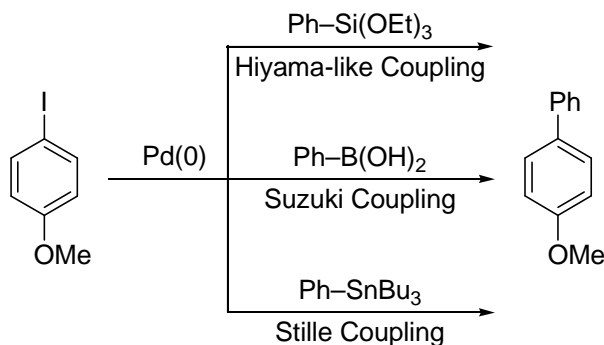 Ph–Si(OEt)3
Hiyama-like Coupling
I
Ph
Pd(0)
Ph–B(OH)2
Suzuki Coupling
OMe
OMe
Ph–SnBu3
Stille Coupling